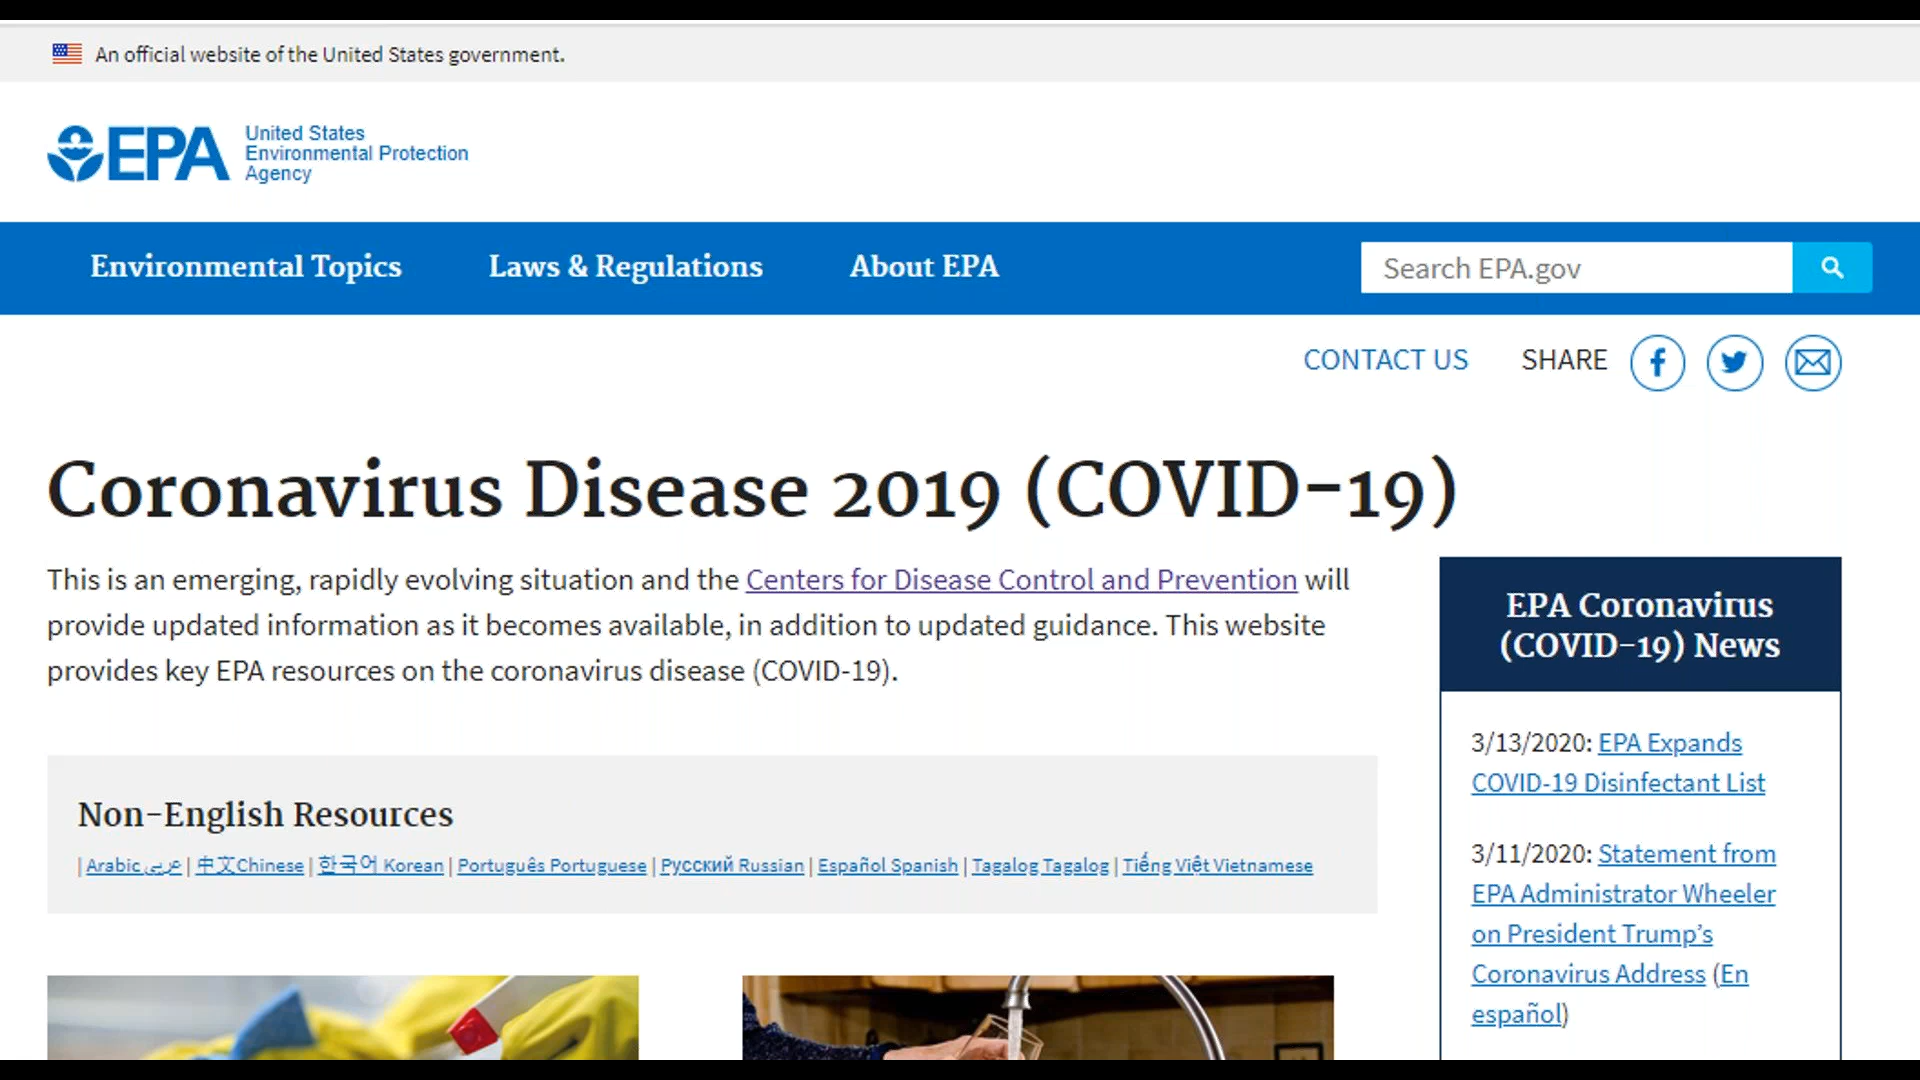 An official website of the United States government.
EPA
United States
Environmental Protection
Agency
Environmental Topics
Laws & Regulations
About EPA
Search EPA.gov
CONTACT US
SHARE
Coronavirus Disease 2019 (COVID-19)
This is an emerging, rapidly evolving situation and the Centers for Disease Control and Prevention will
provide updated information as it becomes available, in addition to updated guidance. This website
provides key EPA resources on the coronavirus disease (COVID-19).
Non-English Resources
| Arabic عربي | 中文Chinese | 한국어 Korean | Português Portuguese | Русский Russian | Español Spanish | Tagalog Tagalog | Tiếng Việt Vietnamese
EPA Coronavirus
(COVID-19) News
3/13/2020: EPA Expands
COVID-19 Disinfectant List
3/11/2020: Statement from
EPA Administrator Wheeler
on President Trump's
Coronavirus Address (En
español)